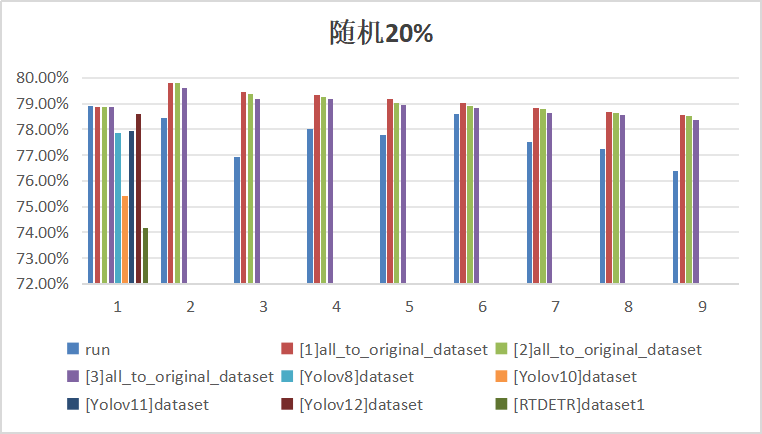 随机20%
80.00%
79.00%
78.00%
77.00%
76.00%
75.00%
74.00%
73.00%
72.00%
1 2 3 4 5 6 7 8 9
run [1]all_to_original_dataset [2]all_to_original_dataset
[3]all_to_original_dataset [Yolov8]dataset [Yolov10]dataset
[Yolov11]dataset [Yolov12]dataset [RTDETR]dataset1